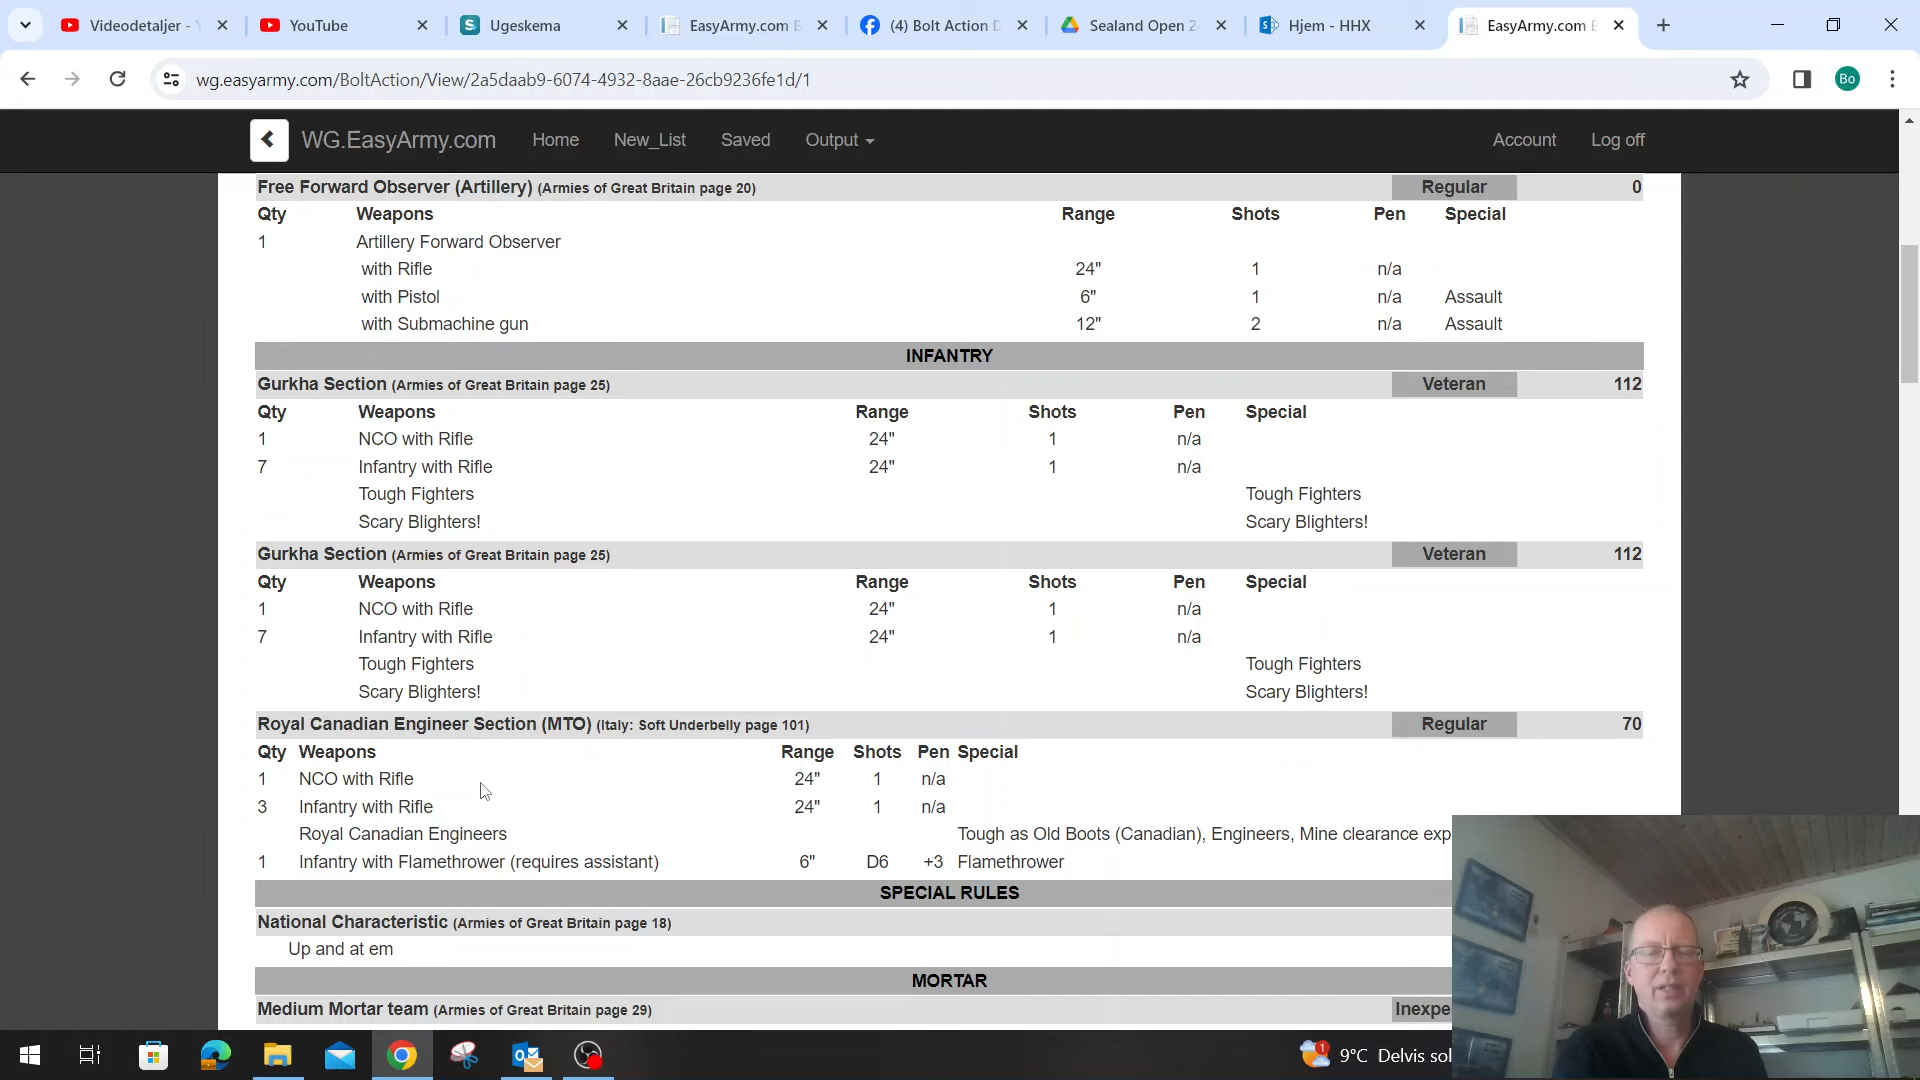 Videodetaljer -
YouTube
Ugeskema
EasyArmy.com B
(4) Bolt Action D
Sealand Open 2
Hjem - HHX
EasyArmy.com B
wg.easyarmy.com/BoltAction/View/2a5daab9-6074-4932-8aae-26cb9236fe1d/1
Bo
WG.EasyArmy.com Home New_List Saved Output Account Log off
Free Forward Observer (Artillery) (Armies of Great Britain page 20) Regular 0
Qty Weapons Range Shots Pen Special
1 Artillery Forward Observer
with Rifle 24" 1 n/a
with Pistol 6" 1 n/a Assault
with Submachine gun 12" 2 n/a Assault
INFANTRY
Gurkha Section (Armies of Great Britain page 25) Veteran 112
Qty Weapons Range Shots Pen Special
1 NCO with Rifle 24" 1 n/a
7 Infantry with Rifle 24" 1 n/a
Tough Fighters Tough Fighters
Scary Blighters! Scary Blighters!
Gurkha Section (Armies of Great Britain page 25) Veteran 112
Qty Weapons Range Shots Pen Special
1 NCO with Rifle 24" 1 n/a
7 Infantry with Rifle 24" 1 n/a
Tough Fighters Tough Fighters
Scary Blighters! Scary Blighters!
Royal Canadian Engineer Section (MTO) (Italy: Soft Underbelly page 101) Regular 70
Qty Weapons Range Shots Pen Special
1 NCO with Rifle 24" 1 n/a
3 Infantry with Rifle 24" 1 n/a
Royal Canadian Engineers Tough as Old Boots (Canadian), Engineers, Mine clearance exp
1 Infantry with Flamethrower (requires assistant) 6" D6 +3 Flamethrower
SPECIAL RULES
National Characteristic (Armies of Great Britain page 18)
Up and at em
MORTAR
Medium Mortar team (Armies of Great Britain page 29) Inexpe
1 9°C Delvis sol